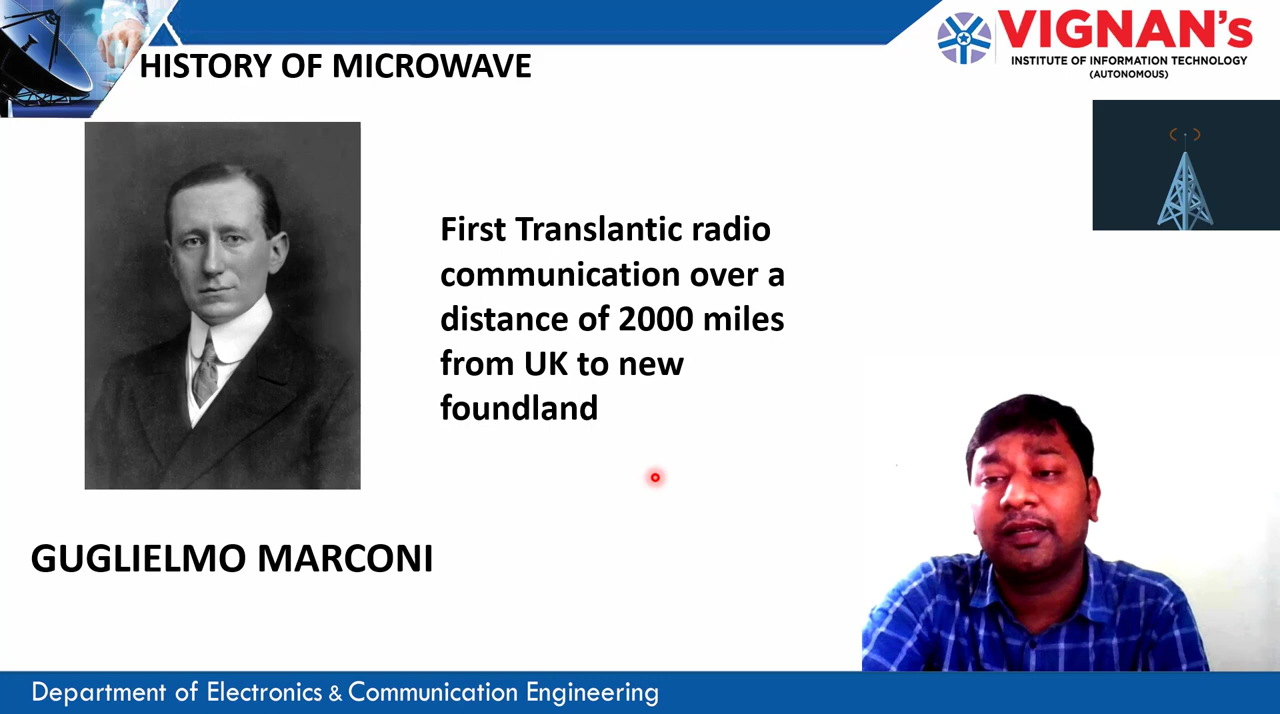 VIGNAN's
INSTITUTE OF INFORMATION TECHNOLOGY
(AUTONOMOUS)
HISTORY OF MICROWAVE
First Translantic radio
communication over a
distance of 2000 miles
from UK to new
foundland
GUGLIELMO MARCONI
Department of Electronics & Communication Engineering